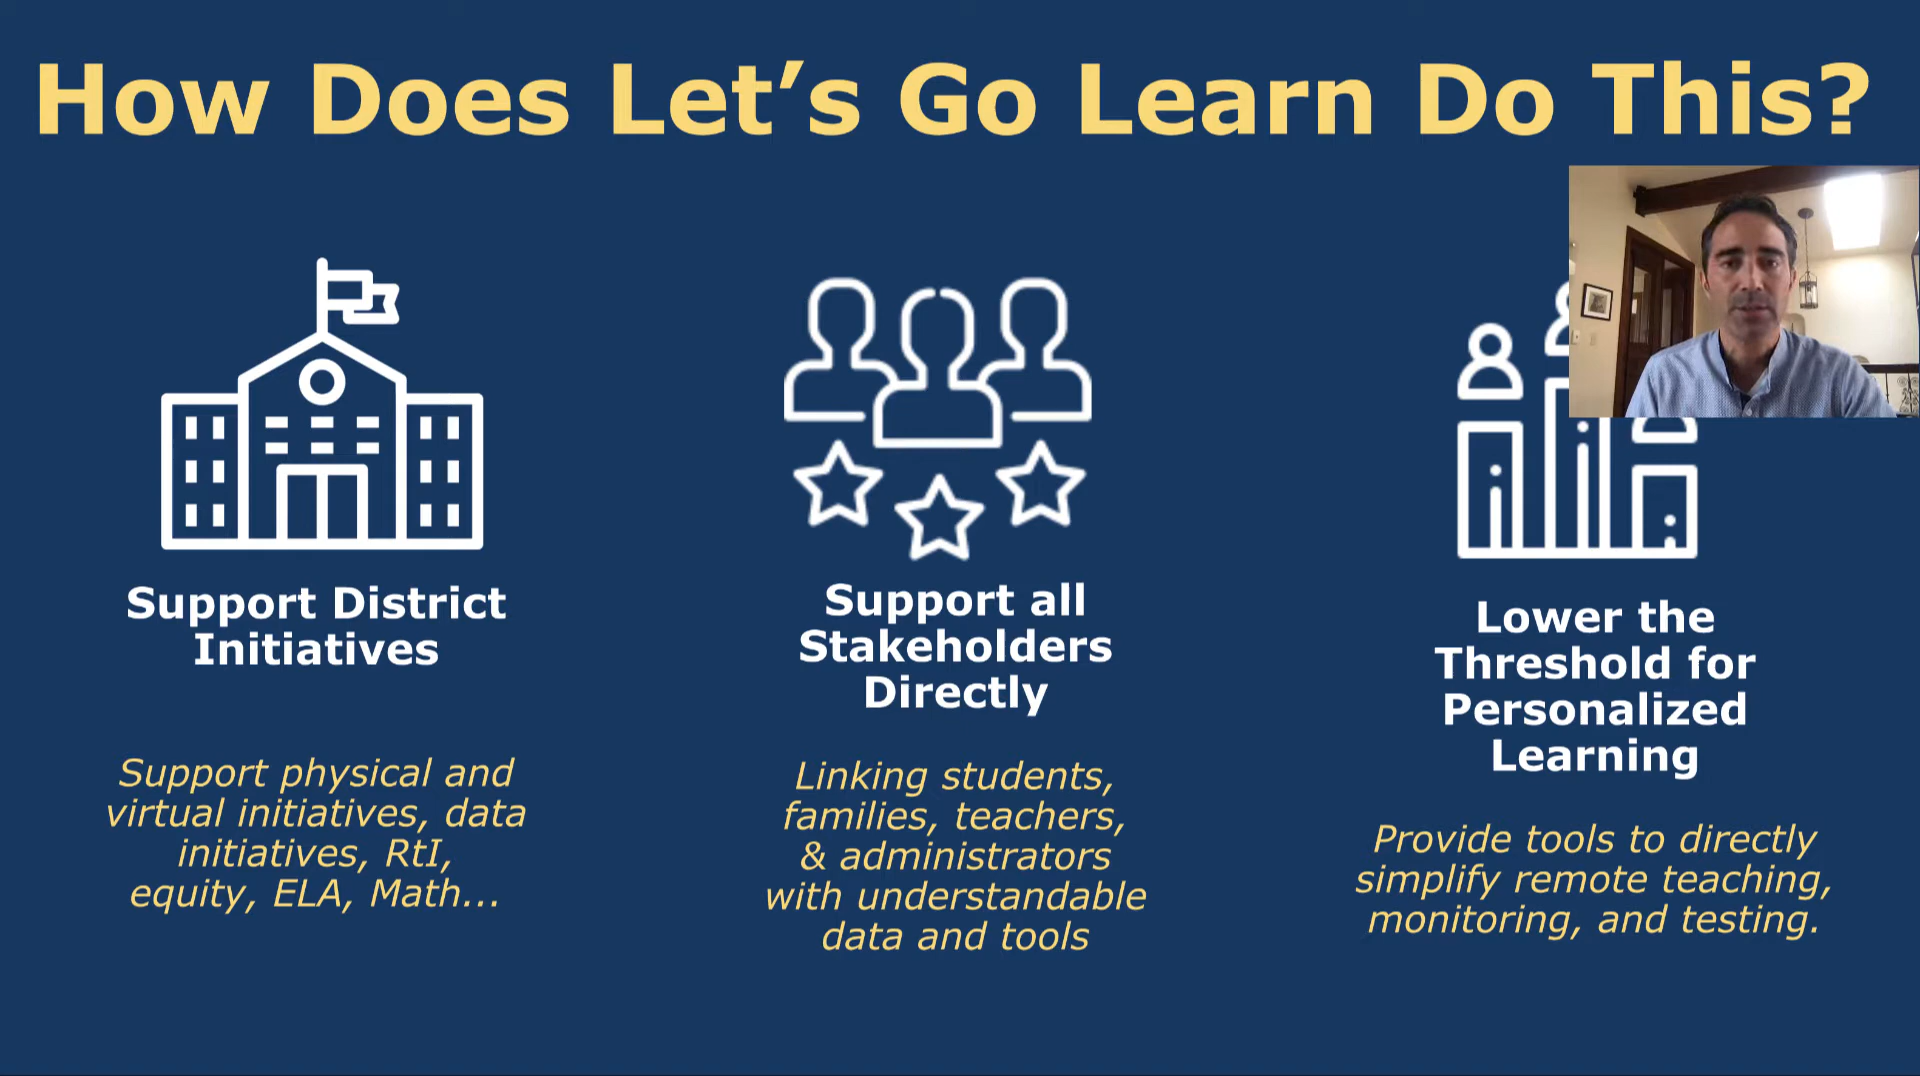 How Does Let’s Go Learn Do This?
Support District
Initiatives
Support physical and
virtual initiatives, data
initiatives, RtI,
equity, ELA, Math...
Support all
Stakeholders
Directly
Linking students,
families, teachers,
& administrators
with understandable
data and tools
Lower the
Threshold for
Personalized
Learning
Provide tools to directly
simplify remote teaching,
monitoring, and testing.